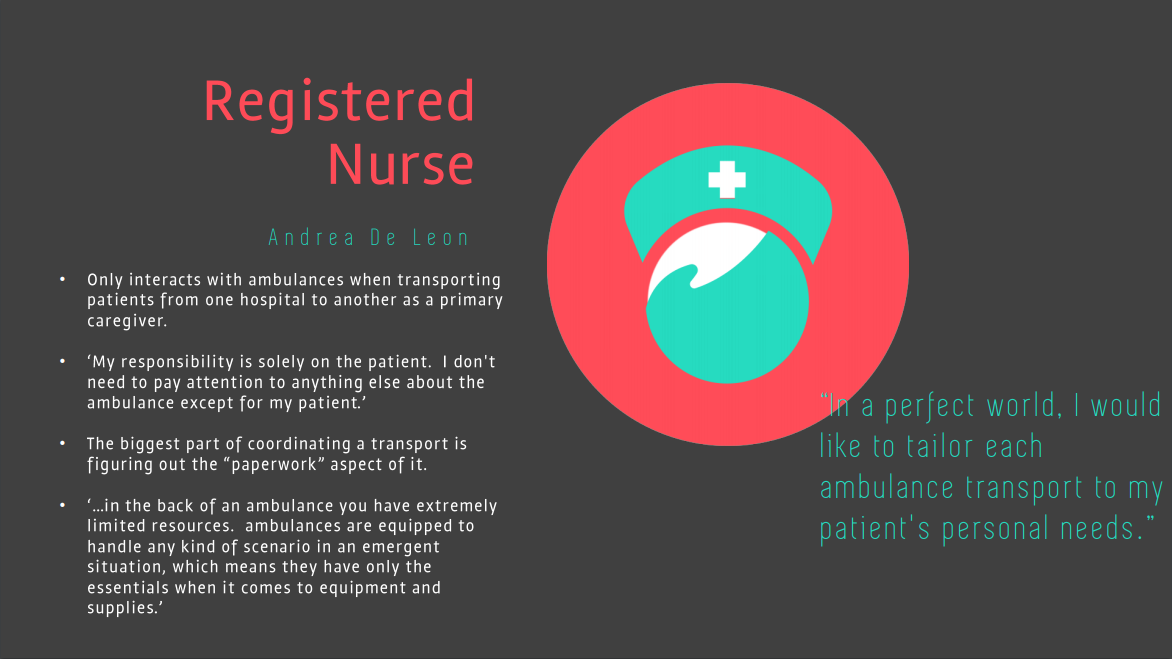 Registered
Nurse
Andrea De Leon
• Only interacts with ambulances when transporting
patients from one hospital to another as a primary
caregiver.
• ‘My responsibility is solely on the patient.  I don't
need to pay attention to anything else about the
ambulance except for my patient.’
• The biggest part of coordinating a transport is
figuring out the “paperwork” aspect of it.
• ‘…in the back of an ambulance you have extremely
limited resources.  ambulances are equipped to
handle any kind of scenario in an emergent
situation, which means they have only the
essentials when it comes to equipment and
supplies.’
“In a perfect world, I would
like to tailor each
ambulance transport to my
patient's personal needs.”